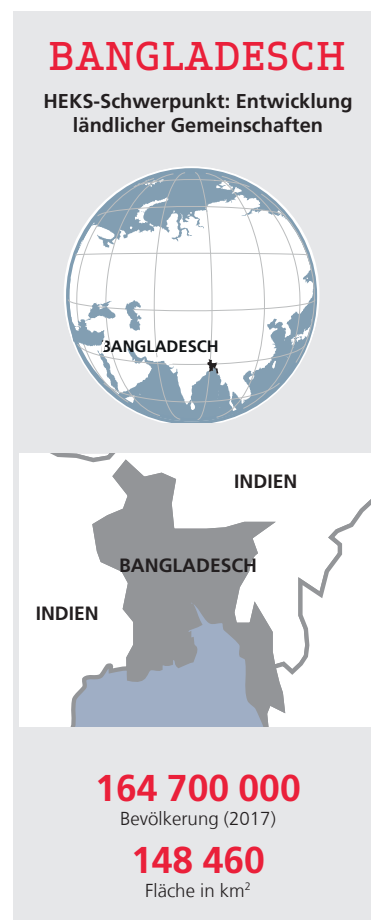 BANGLADESCH
HEKS-Schwerpunkt: Entwicklung
ländlicher Gemeinschaften
BANGLADESCH
INDIEN
BANGLADESCH
INDIEN
164 700 000
Bevölkerung (2017)
148 460
Fläche in km²